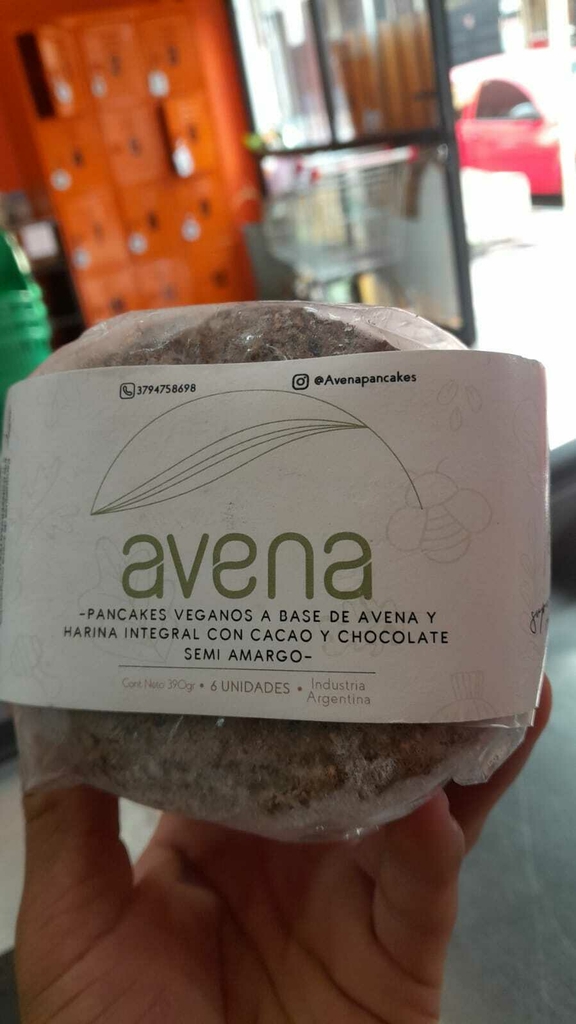 3794758698 @Avenapancakes
avena
-PANCAKES VEGANOS A BASE DE AVENA Y
HARINA INTEGRAL CON CACAO Y CHOCOLATE
SEMI AMARGO-
Cont. Neto 390gr • 6 UNIDADES • Industria
Argentina